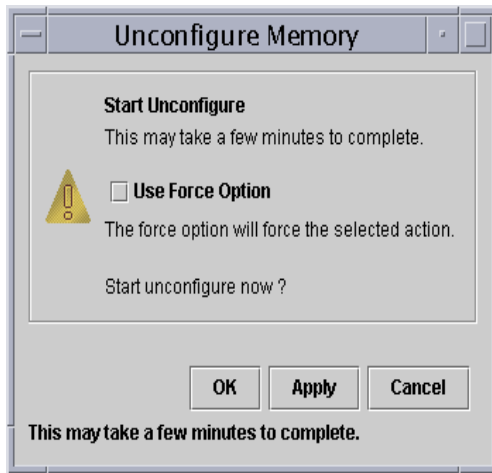 Unconfigure Memory
Start Unconfigure
This may take a few minutes to complete.
Use Force Option
The force option will force the selected action.
Start unconfigure now ?
OK Apply Cancel
This may take a few minutes to complete.